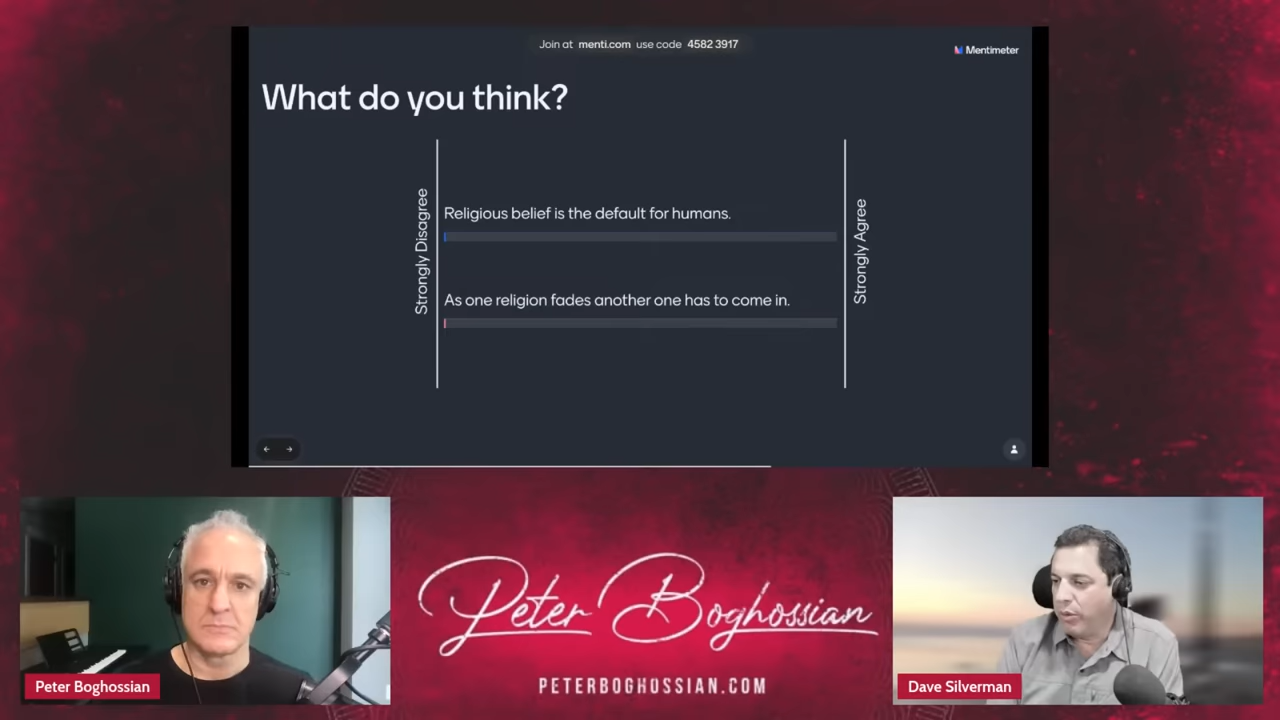 Join at menti.com use code 4582 3917
Mentimeter
What do you think?
Strongly Disagree
Religious belief is the default for humans.
As one religion fades another one has to come in.
Strongly Agree
Peter Boghossian
PETERBOGHOSSIAN.COM
Peter Boghossian
Dave Silverman